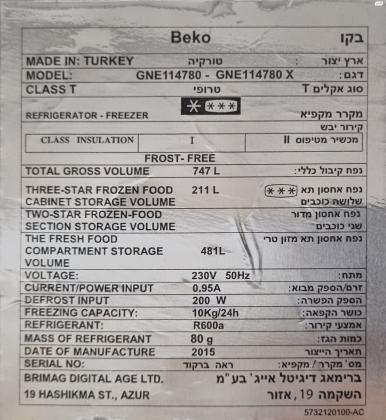 Beko בקו
MADE IN: TURKEY טורקיה ארץ יצור :
MODEL: GNE114780 - GNE114780 X דגם :
CLASS T טרופי סוג אקלים T
REFRIGERATOR - FREEZER מקרר מקפיא
קירור יבש
CLASS INSULATION I מכשיר מטיפוס II
FROST- FREE
TOTAL GROSS VOLUME 747 L נפח קיבול כללי:
THREE-STAR FROZEN FOOD 211 L נפח אחסון תא
CABINET STORAGE VOLUME שלושה כוכבים
TWO-STAR FROZEN-FOOD נפח אחסון מדור
SECTION STORAGE VOLUME שני כוכבים
THE FRESH FOOD נפח אחסון תא מזון טרי
COMPARTMENT STORAGE 481L
VOLUME
VOLTAGE: 230V 50Hz מתח:
CURRENT/POWER INPUT 0,95A זרם/הספק מבוא:
DEFROST INPUT 200 W הספק הפשרה:
FREEZING CAPACITY: 10Kg/24h כושר הקפאה:
REFRIGERANT: R600a אמצעי קירור:
MASS OF REFRIGERANT 80 g כמות הגז:
DATE OF MANUFACTURE 2015 תאריך הייצור
SERIAL NO: ראה ברקוד מס' מקרר / מקפיא:
BRIMAG DIGITAL AGE LTD. ברימאג דיגיטל אייג' בע"מ
19 HASHIKMA ST., AZUR השקמה 19, אזור
5732120100-AC